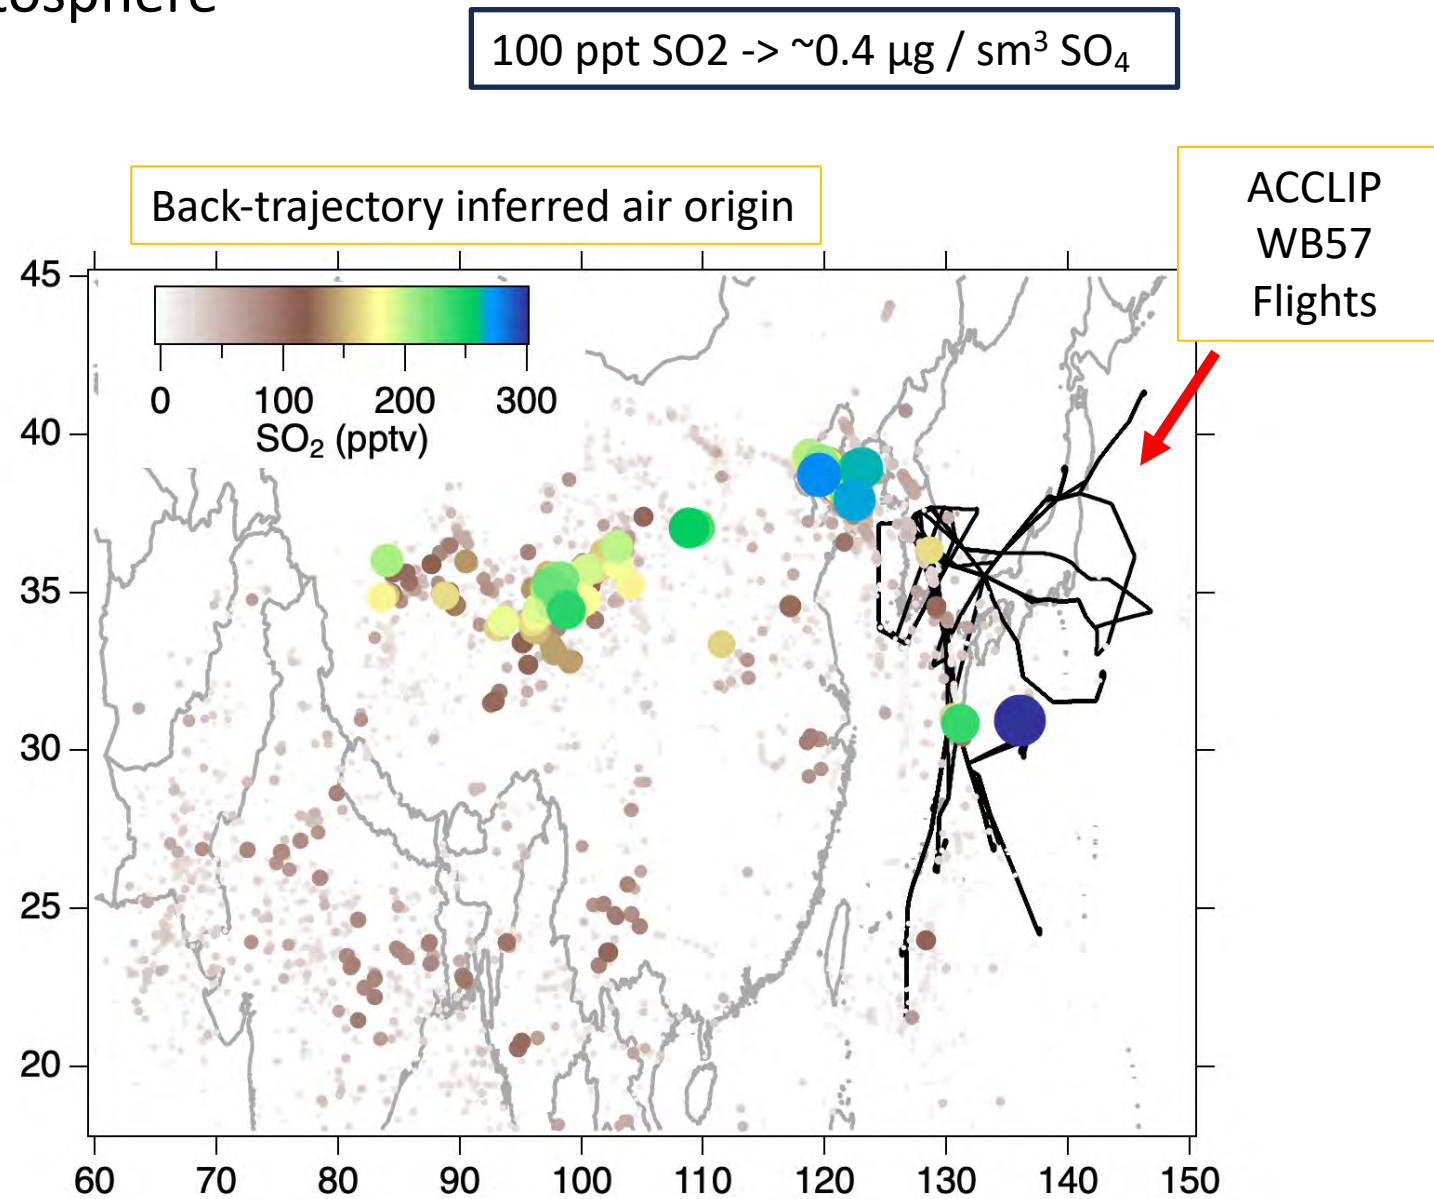 100 ppt SO2 -> ~0.4 µg / sm³ SO₄
Back-trajectory inferred air origin
ACCLIP
WB57
Flights
0 100 200 300
SO₂ (pptv)
45
40
35
30
25
20
60 70 80 90 100 110 120 130 140 150